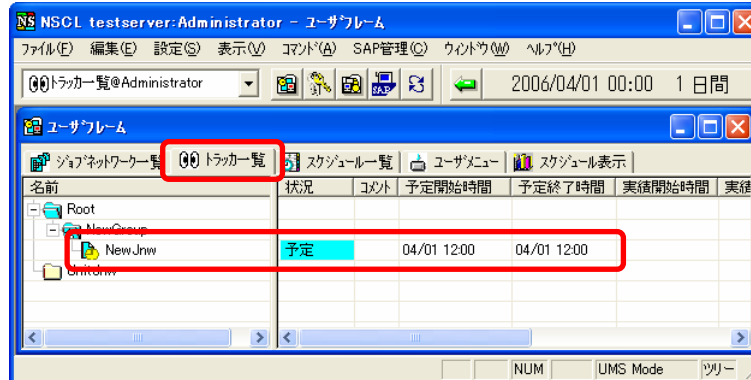 NS NSCL testserver:Administrator - ユーザフレーム
ファイル(F) 編集(E) 設定(S) 表示(V) コマンド(A) SAP管理(C) ウィンドウ(W) ヘルプ(H)
トラッカ一覧@Administrator SAP 2006/04/01 00:00 1 日間
ユーザフレーム
ジョブネットワーク一覧 トラッカ一覧 スケジュール一覧 ユーザメニュー スケジュール表示
名前 状況 コメント 予定開始時間 予定終了時間 実績開始時間 実績
Root
NewGroup
NewJnw 予定 04/01 12:00 04/01 12:00
UnitJnw
NUM UMS Mode ツリー